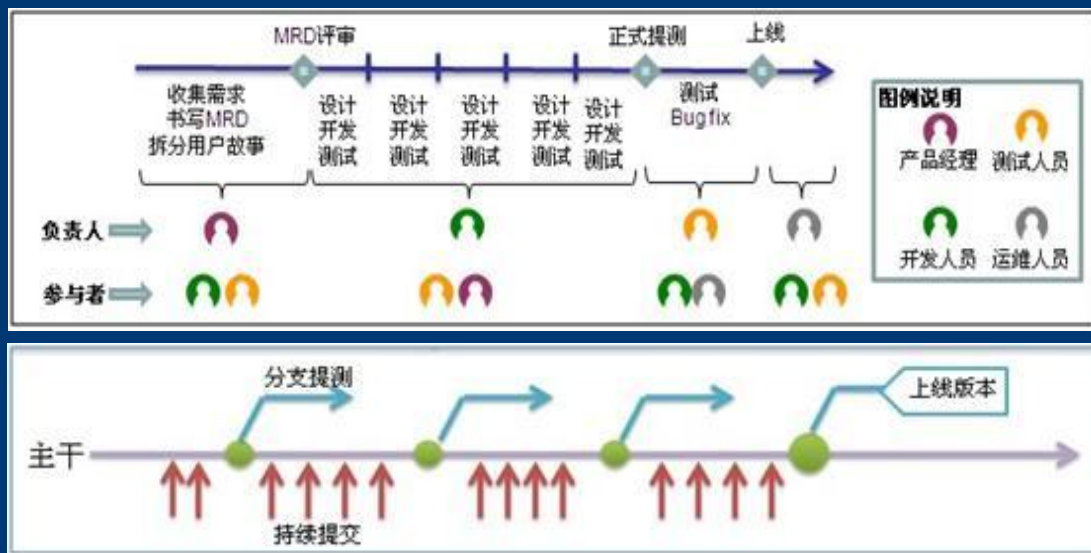 MRD评审
正式提测
上线
收集需求
书写MRD
拆分用户故事
设计
开发
测试
设计
开发
测试
设计
开发
测试
设计
开发
测试
设计
开发
测试
测试
Bug fix
图例说明
产品经理
测试人员
开发人员
运维人员
负责人
参与者
分支提测
上线版本
主干
持续提交